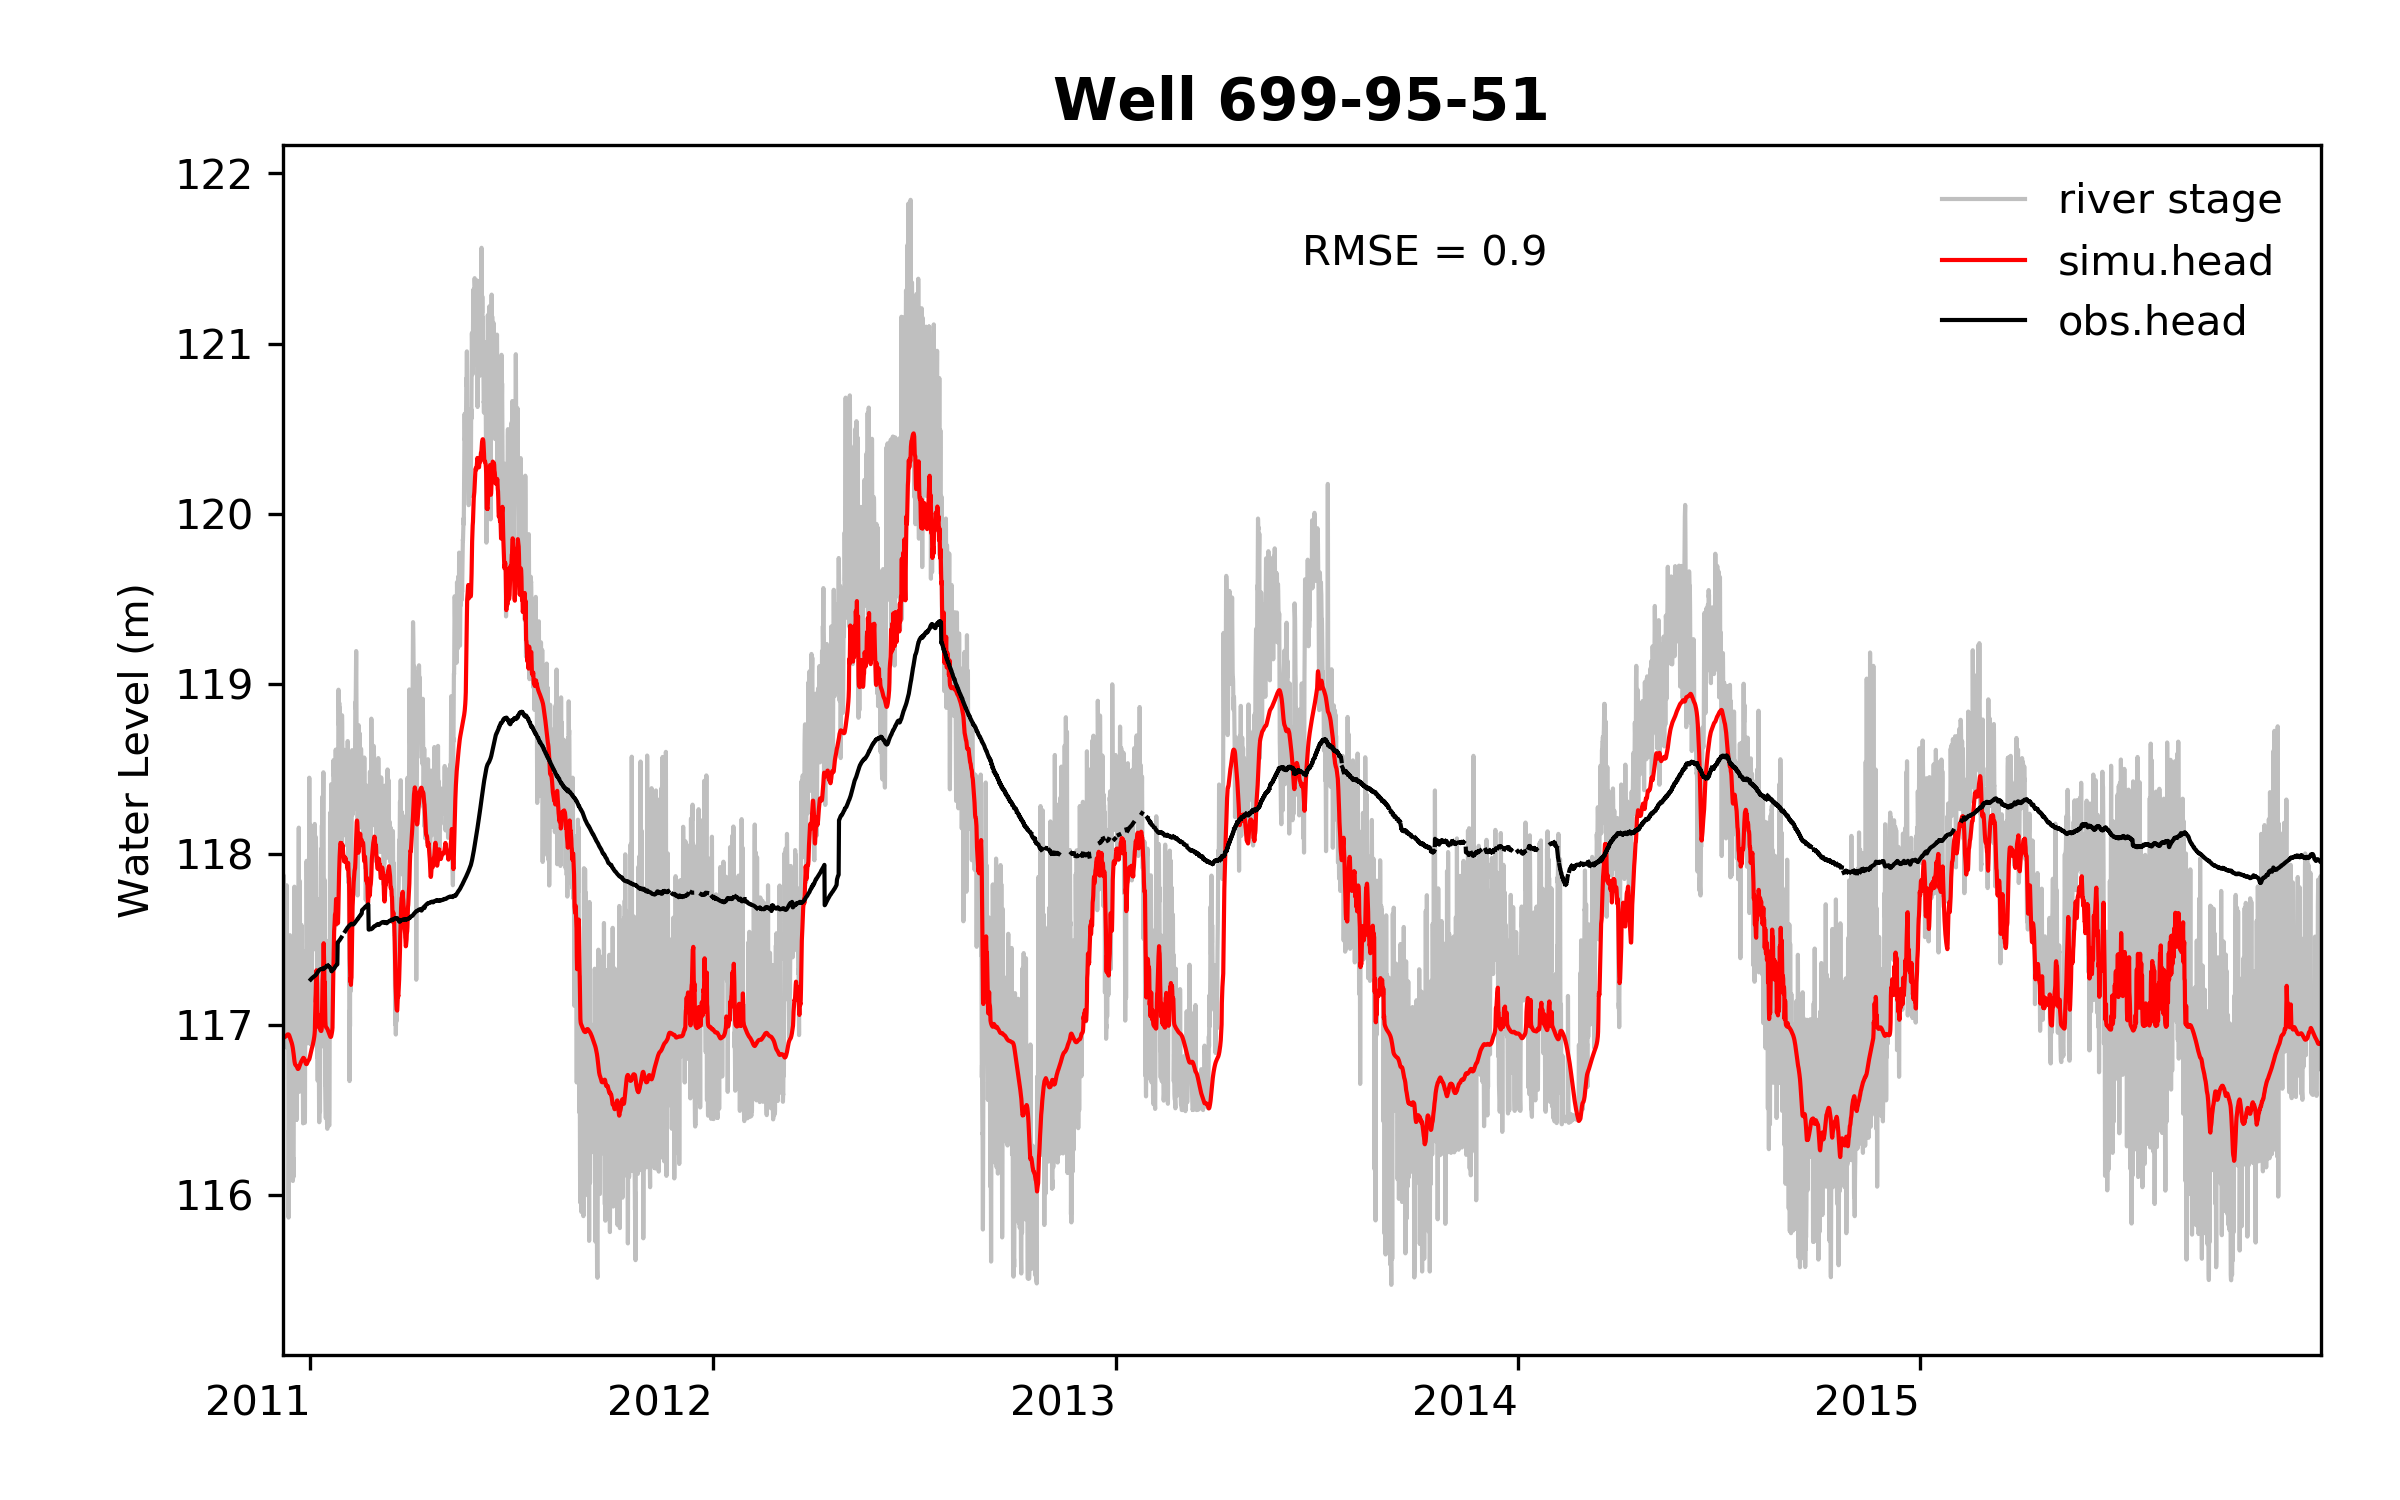 Well 699-95-51
122
121
120
119
118
117
116
Water Level (m)
RMSE = 0.9
river stage
simu.head
obs.head
2011
2012
2013
2014
2015